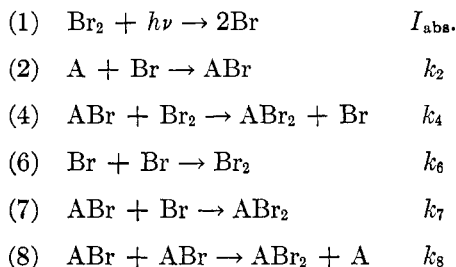 (1) Br₂ + hν → 2Br I_abs.
(2) A + Br → ABr k₂
(4) ABr + Br₂ → ABr₂ + Br k₄
(6) Br + Br → Br₂ k₆
(7) ABr + Br → ABr₂ k₇
(8) ABr + ABr → ABr₂ + A k₈